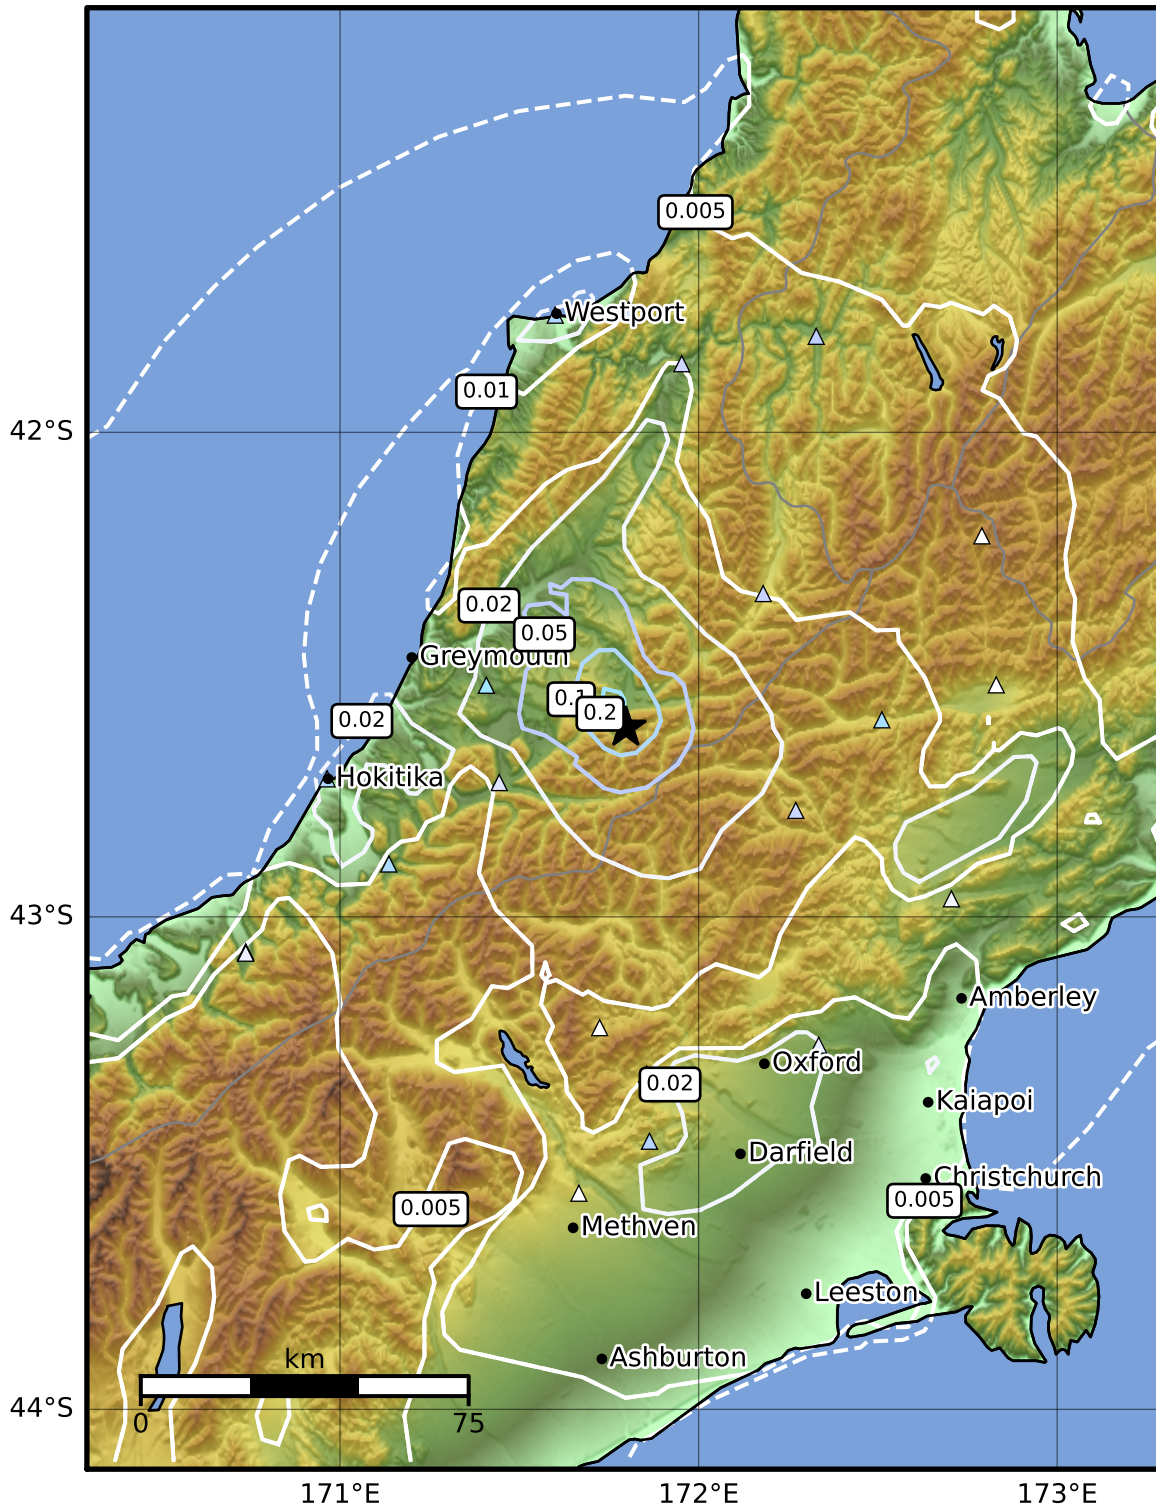 0.005
Westport
0.01
42°S
0.02
0.05
Greymouth
0.1
0.2
0.02
Hokitika
43°S
Amberley
Oxford
0.02
Kaiapoi
Darfield
Christchurch
0.005
0.005
Methven
Leeston
km
Ashburton
44°S
0
75
171°E
172°E
173°E